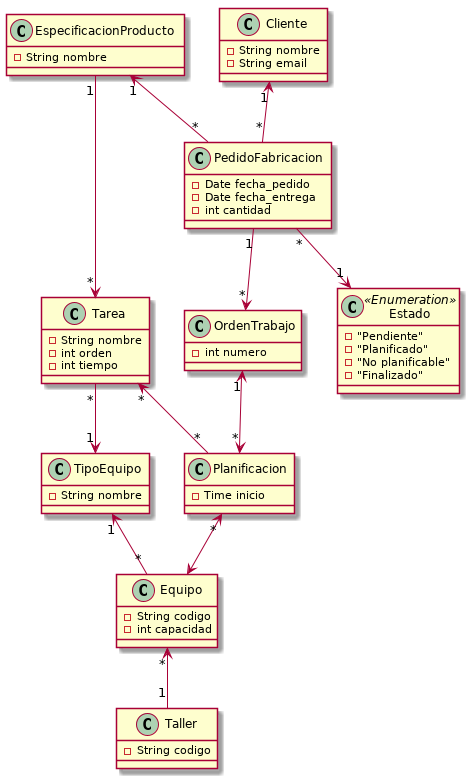 C EspecificacionProducto
String nombre
C Cliente
String nombre
String email
1
1
1
*
*
C PedidoFabricacion
Date fecha_pedido
Date fecha_entrega
int cantidad
1
*
1
*
*
C «Enumeration»
Estado
"Pendiente"
"Planificado"
"No planificable"
"Finalizado"
C Tarea
String nombre
int orden
int tiempo
C OrdenTrabajo
int numero
*
*
1
1
*
*
C TipoEquipo
String nombre
C Planificacion
Time inicio
1
*
*
C Equipo
String codigo
int capacidad
*
1
C Taller
String codigo